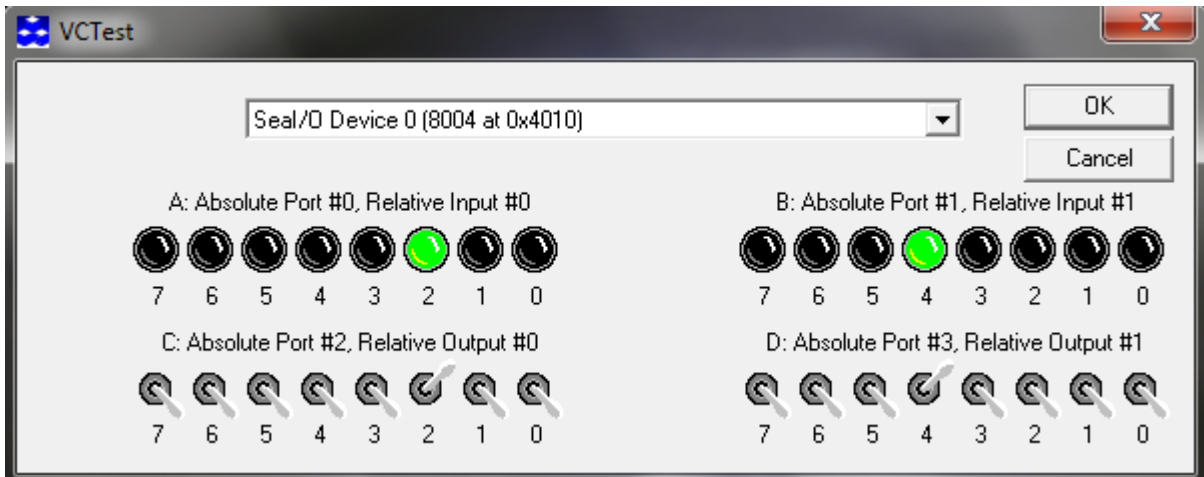 VCTest
SeaI/O Device 0 (8004 at 0x4010)
OK
Cancel
A: Absolute Port #0, Relative Input #0
7 6 5 4 3 2 1 0
B: Absolute Port #1, Relative Input #1
7 6 5 4 3 2 1 0
C: Absolute Port #2, Relative Output #0
7 6 5 4 3 2 1 0
D: Absolute Port #3, Relative Output #1
7 6 5 4 3 2 1 0